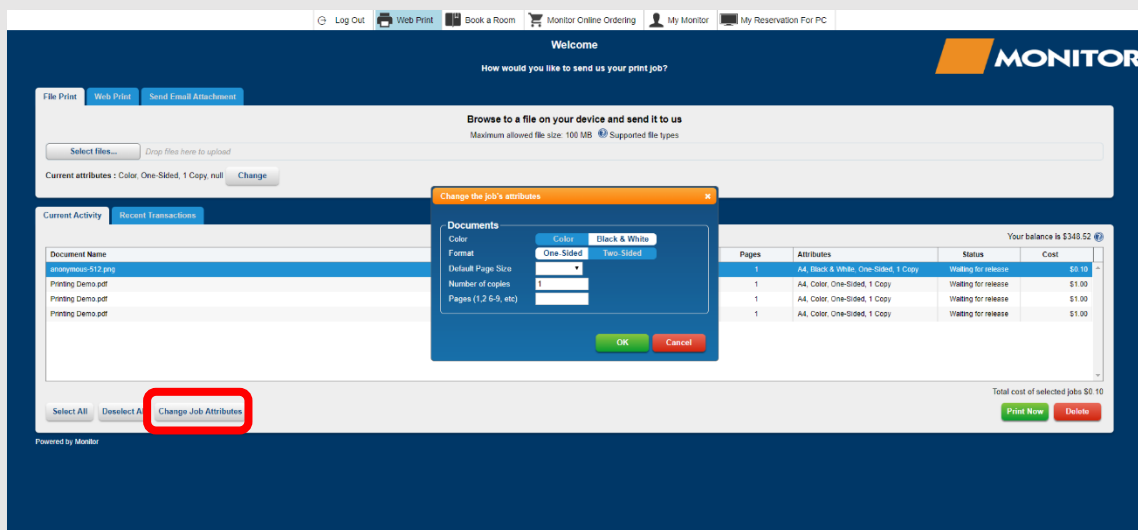 Log Out Web Print Book a Room Monitor Online Ordering My Monitor My Reservation For PC
Welcome
MONITOR
How would you like to send us your print job?
File Print Web Print Send Email Attachment
Browse to a file on your device and send it to us
Maximum allowed file size: 100 MB Supported file types
Select files... Drop files here to upload
Current attributes : Color, One-Sided, 1 Copy, null Change
Change the job's attributes
Documents
Color Color Black & White
Format One-Sided Two-Sided
Default Page Size
Number of copies 1
Pages (1,2 6-9, etc)
OK Cancel
Current Activity Recent Transactions
Your balance is $348.52
Document Name Pages Attributes Status Cost
anonymous-512.png 1 A4, Black & White, One-Sided, 1 Copy Waiting for release $0.10
Printing Demo.pdf 1 A4, Color, One-Sided, 1 Copy Waiting for release $1.00
Printing Demo.pdf 1 A4, Color, One-Sided, 1 Copy Waiting for release $1.00
Printing Demo.pdf 1 A4, Color, One-Sided, 1 Copy Waiting for release $1.00
Total cost of selected jobs $0.10
Select All Deselect A Change Job Attributes Print Now Delete
Powered by Monitor